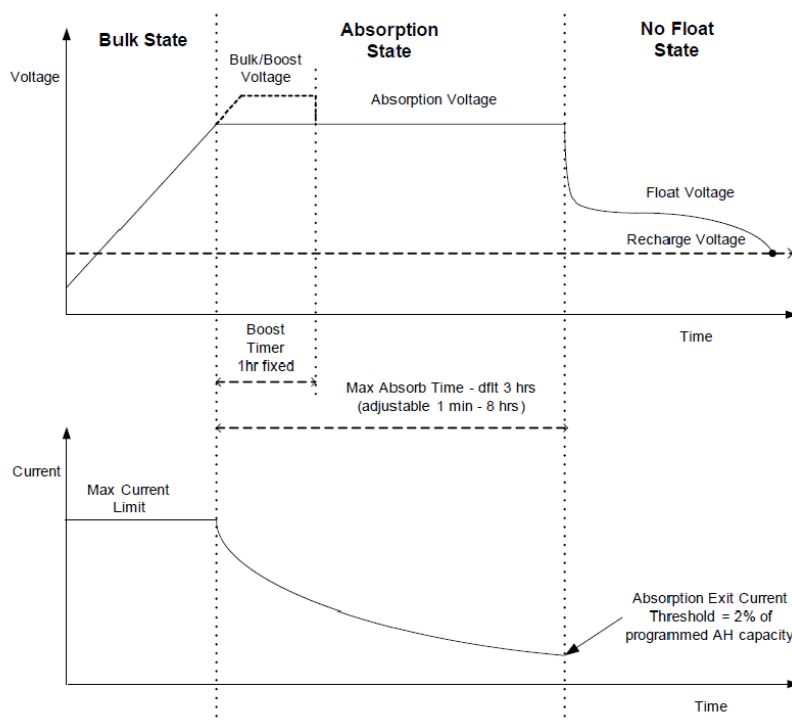 Bulk State
Absorption
State
No Float
State
Voltage
Bulk/Boost
Voltage
Absorption Voltage
Float Voltage
Recharge Voltage
Time
Boost
Timer
1hr fixed
Max Absorb Time - dflt 3 hrs
(adjustable 1 min - 8 hrs)
Current
Max Current
Limit
Absorption Exit Current
Threshold = 2% of
programmed AH capacity
Time